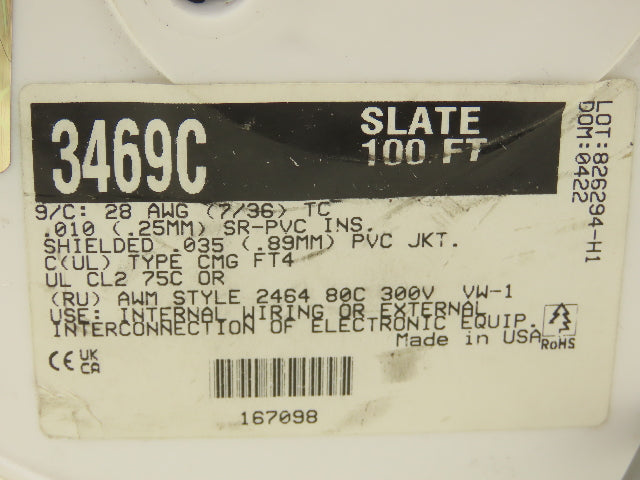 3469C
SLATE
100 FT
LOT:826294-H1
DOM:0422
9/C: 28 AWG (7/36) TC
.010 (.25MM) SR-PVC INS.
SHIELDED .035 (.89MM) PVC JKT.
C(UL) TYPE CMG FT4
UL CL2 75C OR
(RU) AWM STYLE 2464 80C 300V VW-1
USE: INTERNAL WIRING OR EXTERNAL
INTERCONNECTION OF ELECTRONIC EQUIP.
Made in USA
RoHS
CE UK
CA
167098